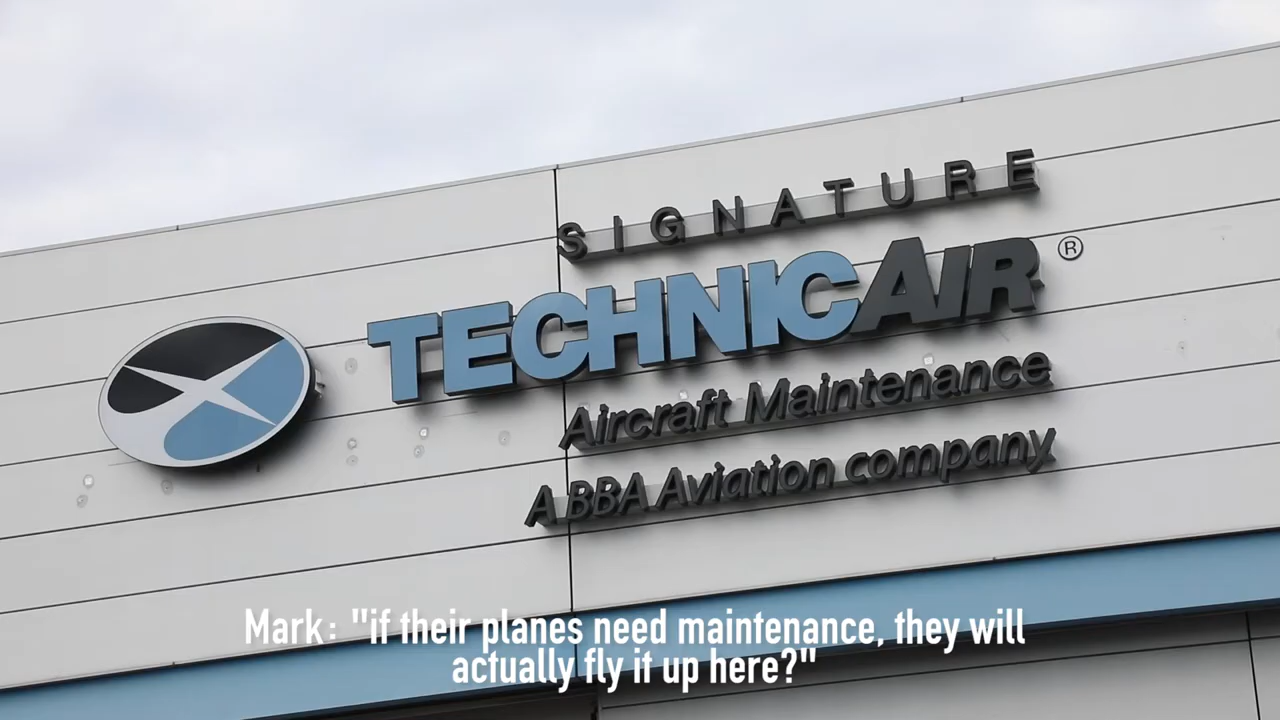 SIGNATURE
TECHNICAIR®
Aircraft Maintenance
A BBA Aviation company
Mark: "if their planes need maintenance, they will
actually fly it up here?"